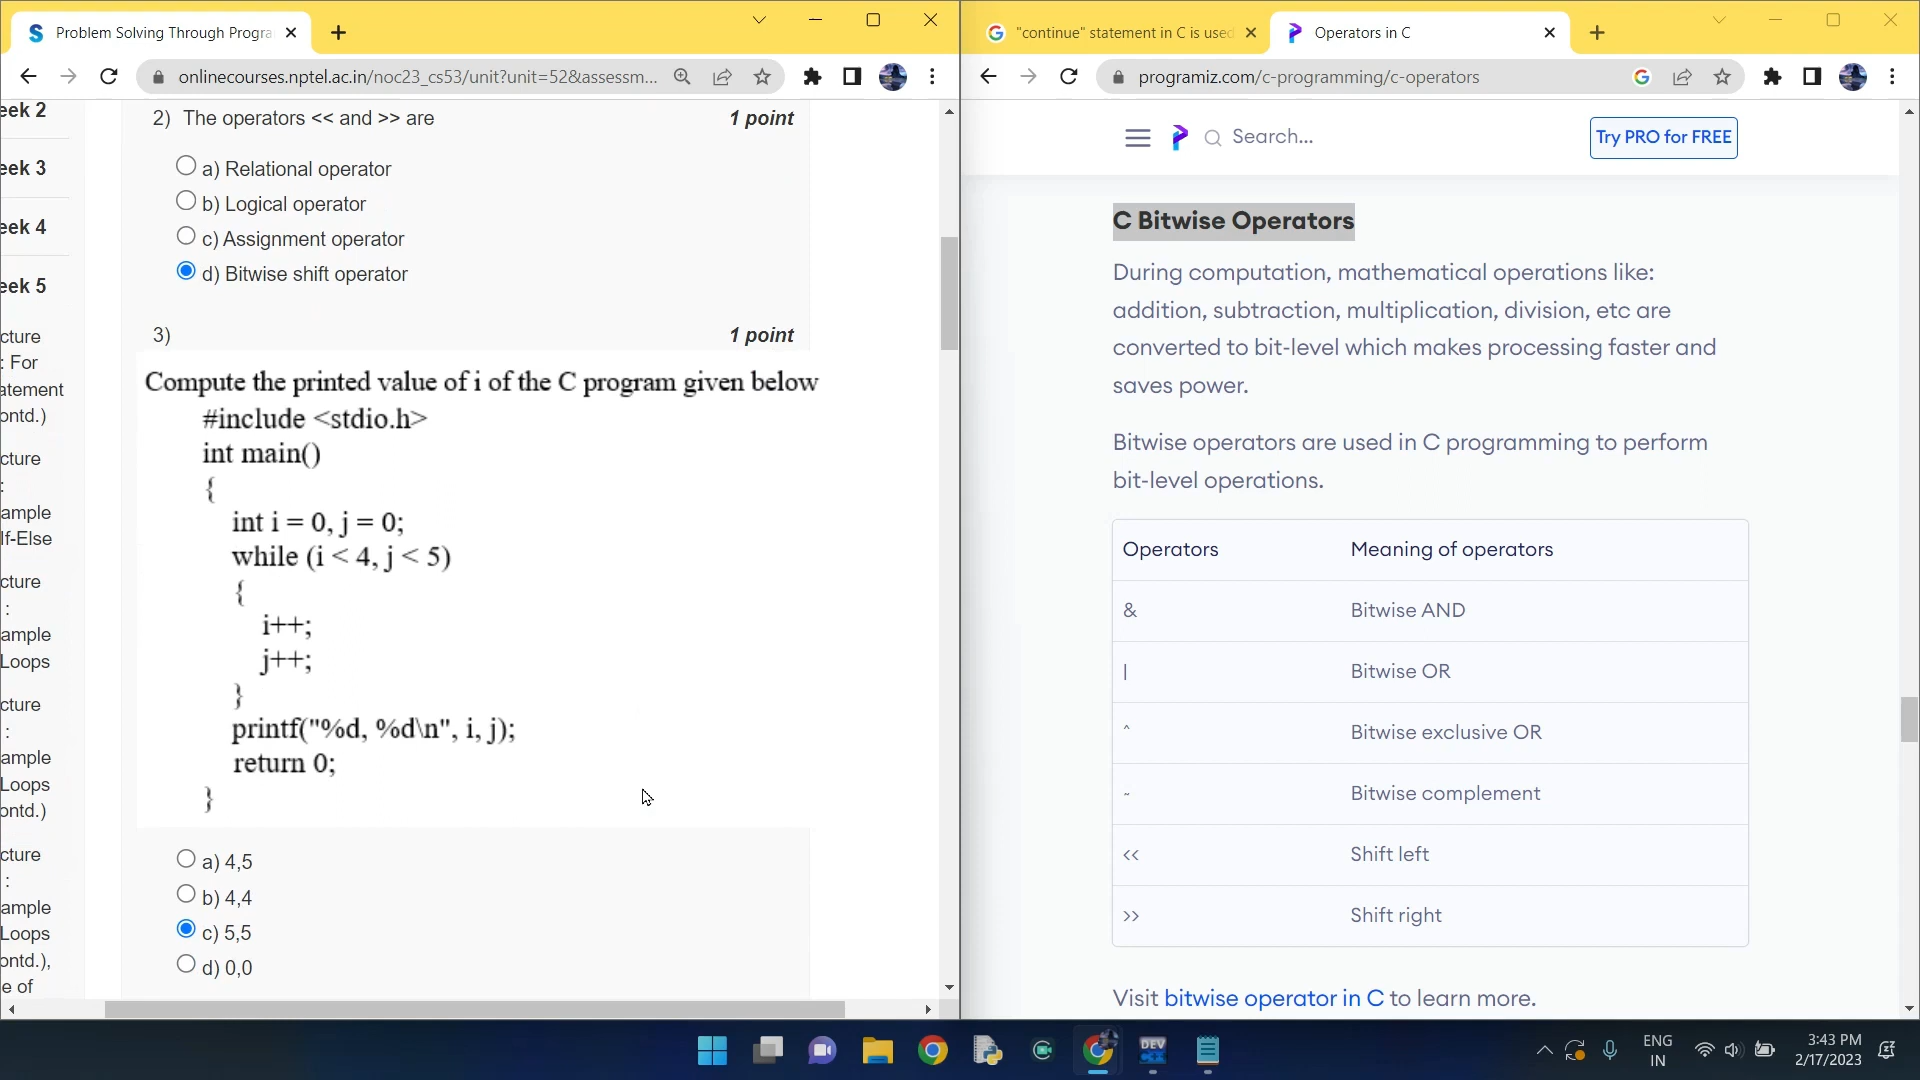 Problem Solving Through Progra
"continue" statement in C is used
Operators in C
onlinecourses.nptel.ac.in/noc23_cs53/unit?unit=52&assessm...
programiz.com/c-programming/c-operators
eek 2
eek 3
eek 4
eek 5
cture
: For
atement
ontd.)
cture
:
ample
If-Else
cture
:
ample
Loops
cture
:
ample
Loops
ontd.)
cture
:
ample
Loops
ontd.),
e of
2) The operators << and >> are
1 point
a) Relational operator
b) Logical operator
c) Assignment operator
d) Bitwise shift operator
3)
1 point
Compute the printed value of i of the C program given below
#include <stdio.h>
int main()
{
int i = 0, j = 0;
while (i < 4, j < 5)
{
i++;
j++;
}
printf("%d, %d\n", i, j);
return 0;
}
a) 4,5
b) 4,4
c) 5,5
d) 0,0
Search...
Try PRO for FREE
C Bitwise Operators
During computation, mathematical operations like:
addition, subtraction, multiplication, division, etc are
converted to bit-level which makes processing faster and
saves power.
Bitwise operators are used in C programming to perform
bit-level operations.
Operators Meaning of operators
& Bitwise AND
| Bitwise OR
^ Bitwise exclusive OR
~ Bitwise complement
<< Shift left
>> Shift right
Visit bitwise operator in C to learn more.
DEV
ENG
IN
3:43 PM
2/17/2023